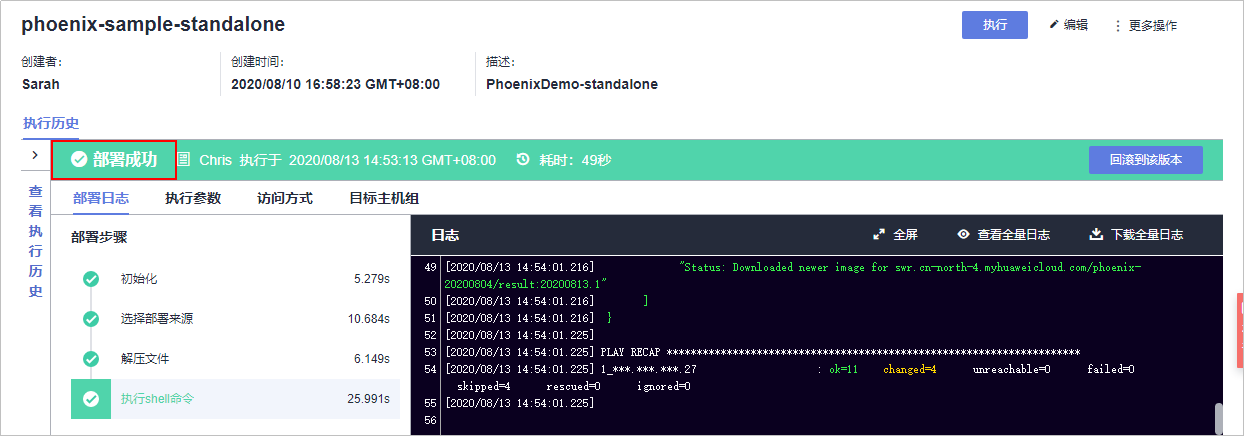 phoenix-sample-standalone
执行 编辑 更多操作
创建者: 创建时间: 描述:
Sarah 2020/08/10 16:58:23 GMT+08:00 PhoenixDemo-standalone
执行历史
部署成功 Chris 执行于 2020/08/13 14:53:13 GMT+08:00 耗时: 49秒 回滚到该版本
查看执行历史
部署日志 执行参数 访问方式 目标主机组
部署步骤
初始化 5.279s
选择部署来源 10.684s
解压文件 6.149s
执行shell命令 25.991s
日志 全屏 查看全量日志 下载全量日志
49 [2020/08/13 14:54:01.216] "Status: Downloaded newer image for swr.cn-north-4.myhuaweicloud.com/phoenix-
20200804/result:20200813.1"
50 [2020/08/13 14:54:01.216] ]
51 [2020/08/13 14:54:01.216] }
52 [2020/08/13 14:54:01.225]
53 [2020/08/13 14:54:01.225] PLAY RECAP *********************************************************************
54 [2020/08/13 14:54:01.225] 1_***.***.***.27 : ok=11 changed=4 unreachable=0 failed=0
skipped=4 rescued=0 ignored=0
55 [2020/08/13 14:54:01.225]
56